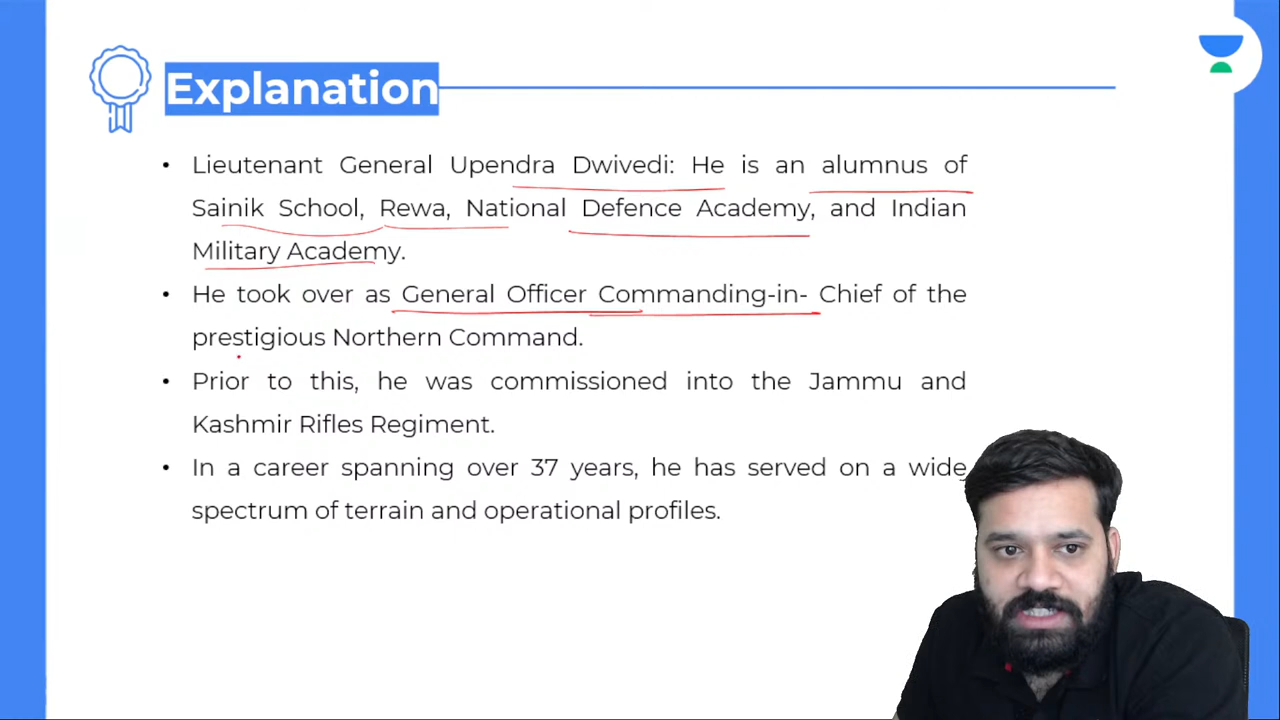 Explanation
• Lieutenant General Upendra Dwivedi: He is an alumnus of
Sainik School, Rewa, National Defence Academy, and Indian
Military Academy.
• He took over as General Officer Commanding-in- Chief of the
prestigious Northern Command.
• Prior to this, he was commissioned into the Jammu and
Kashmir Rifles Regiment.
• In a career spanning over 37 years, he has served on a wide
spectrum of terrain and operational profiles.